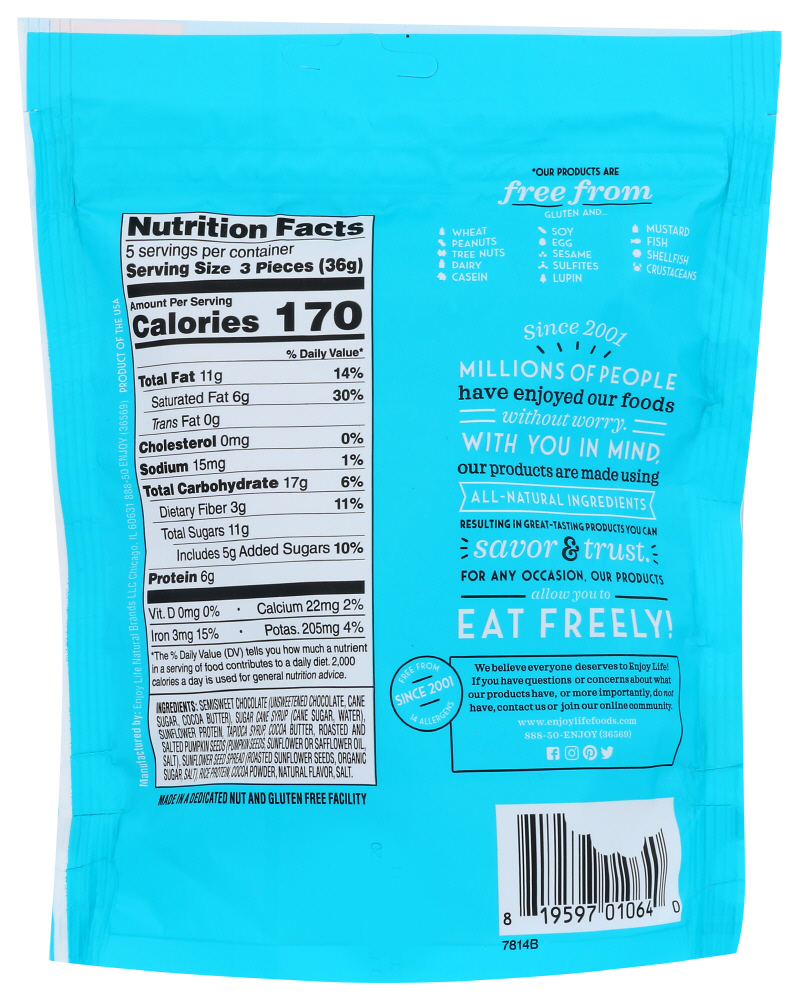 Nutrition Facts
5 servings per container
Serving Size 3 Pieces (36g)
Amount Per Serving
Calories 170
% Daily Value*
Total Fat 11g 14%
Saturated Fat 6g 30%
Trans Fat 0g
Cholesterol 0mg 0%
Sodium 15mg 1%
Total Carbohydrate 17g 6%
Dietary Fiber 3g 11%
Total Sugars 11g
Includes 5g Added Sugars 10%
Protein 6g
Vit. D 0mg 0% • Calcium 22mg 2%
Iron 3mg 15% • Potas. 205mg 4%
*The % Daily Value (DV) tells you how much a nutrient
in a serving of food contributes to a daily diet. 2,000
calories a day is used for general nutrition advice.
INGREDIENTS: SEMISWEET CHOCOLATE (UNSWEETENED CHOCOLATE, CANE
SUGAR, COCOA BUTTER), SUGAR CANE SYRUP (CANE SUGAR, WATER),
SUNFLOWER PROTEIN, TAPIOCA SYRUP, COCOA BUTTER, ROASTED AND
SALTED PUMPKIN SEEDS (PUMPKIN SEEDS, SUNFLOWER OR SAFFLOWER OIL,
SALT), SUNFLOWER SEED SPREAD (ROASTED SUNFLOWER SEEDS, ORGANIC
SUGAR, SALT), RICE PROTEIN, COCOA POWDER, NATURAL FLAVOR, SALT.
MADE IN A DEDICATED NUT AND GLUTEN FREE FACILITY
Manufactured by: Enjoy Life Natural Brands LLC Chicago, IL 60631 888-50 ENJOY (36569) PRODUCT OF THE USA
*OUR PRODUCTS ARE
free from
GLUTEN AND...
WHEAT
PEANUTS
TREE NUTS
DAIRY
CASEIN
SOY
EGG
SESAME
SULFITES
LUPIN
MUSTARD
FISH
SHELLFISH
CRUSTACEANS
Since 2001
MILLIONS OF PEOPLE
have enjoyed our foods
without worry.
WITH YOU IN MIND,
our products are made using
ALL-NATURAL INGREDIENTS
RESULTING IN GREAT-TASTING PRODUCTS YOU CAN
savor & trust.
FOR ANY OCCASION, OUR PRODUCTS
allow you to
EAT FREELY!
FREE FROM
SINCE 2001
14 ALLERGENS
We believe everyone deserves to Enjoy Life!
If you have questions or concerns about what
our products have, or more importantly, do not
have, contact us or join our online community.
www.enjoylifefoods.com
888-50-ENJOY (36569)
8 19597 01064 0
7814B